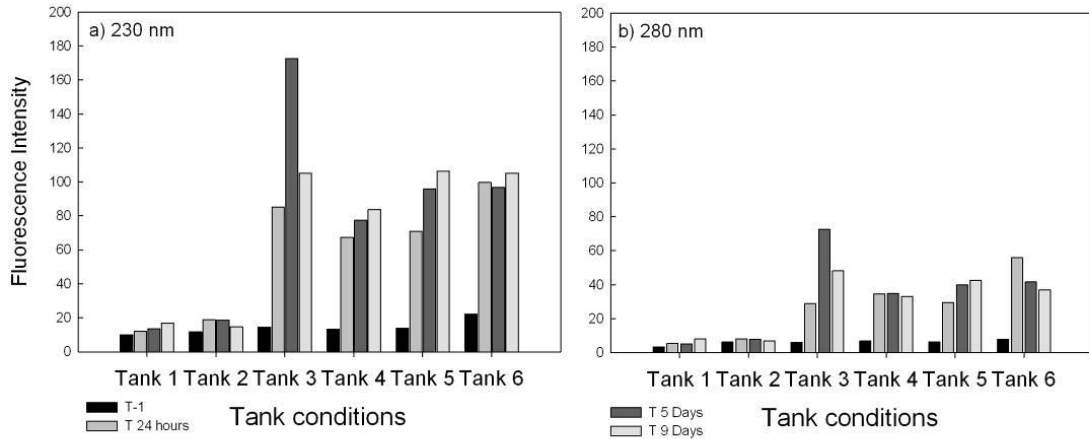 a) 230 nm
200
180
160
140
120
100
80
60
40
20
0
Fluorescence Intensity
Tank 1 Tank 2 Tank 3 Tank 4 Tank 5 Tank 6
Tank conditions
T-1
T 24 hours
b) 280 nm
200
180
160
140
120
100
80
60
40
20
0
Tank 1 Tank 2 Tank 3 Tank 4 Tank 5 Tank 6
Tank conditions
T 5 Days
T 9 Days